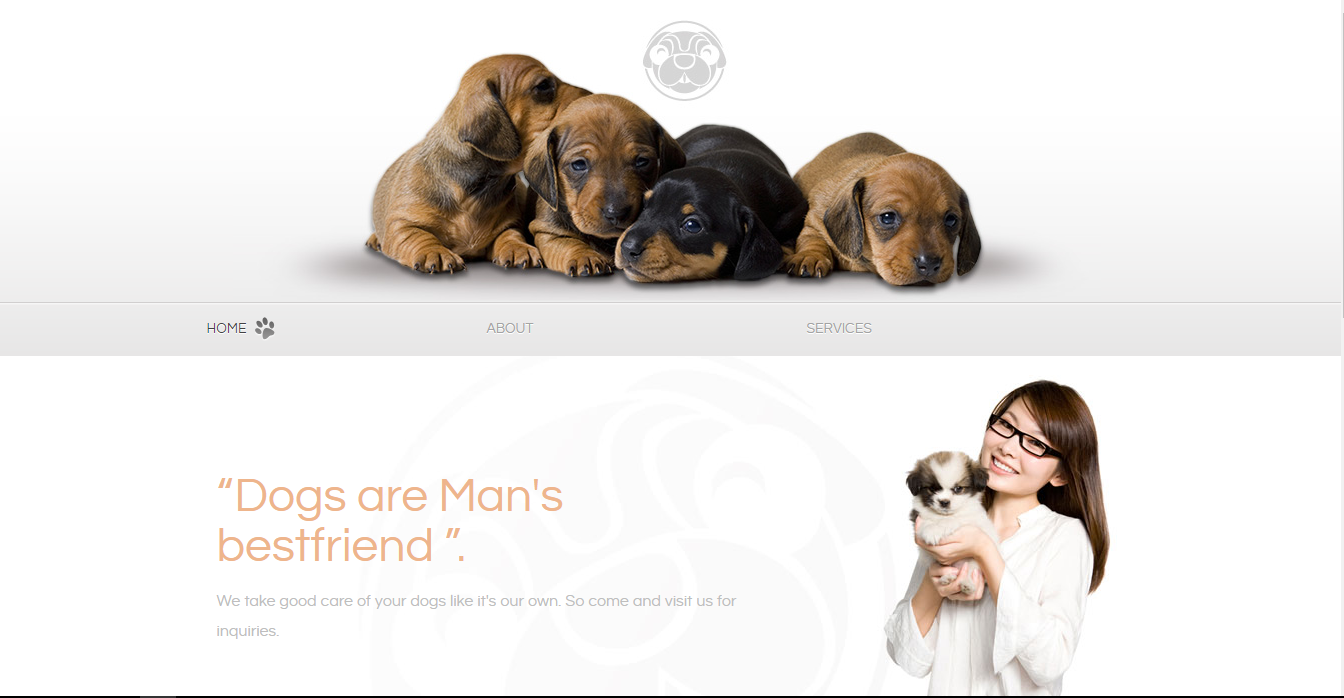 HOME
ABOUT
SERVICES
“Dogs are Man's
bestfriend ”.
We take good care of your dogs like it's our own. So come and visit us for
inquiries.